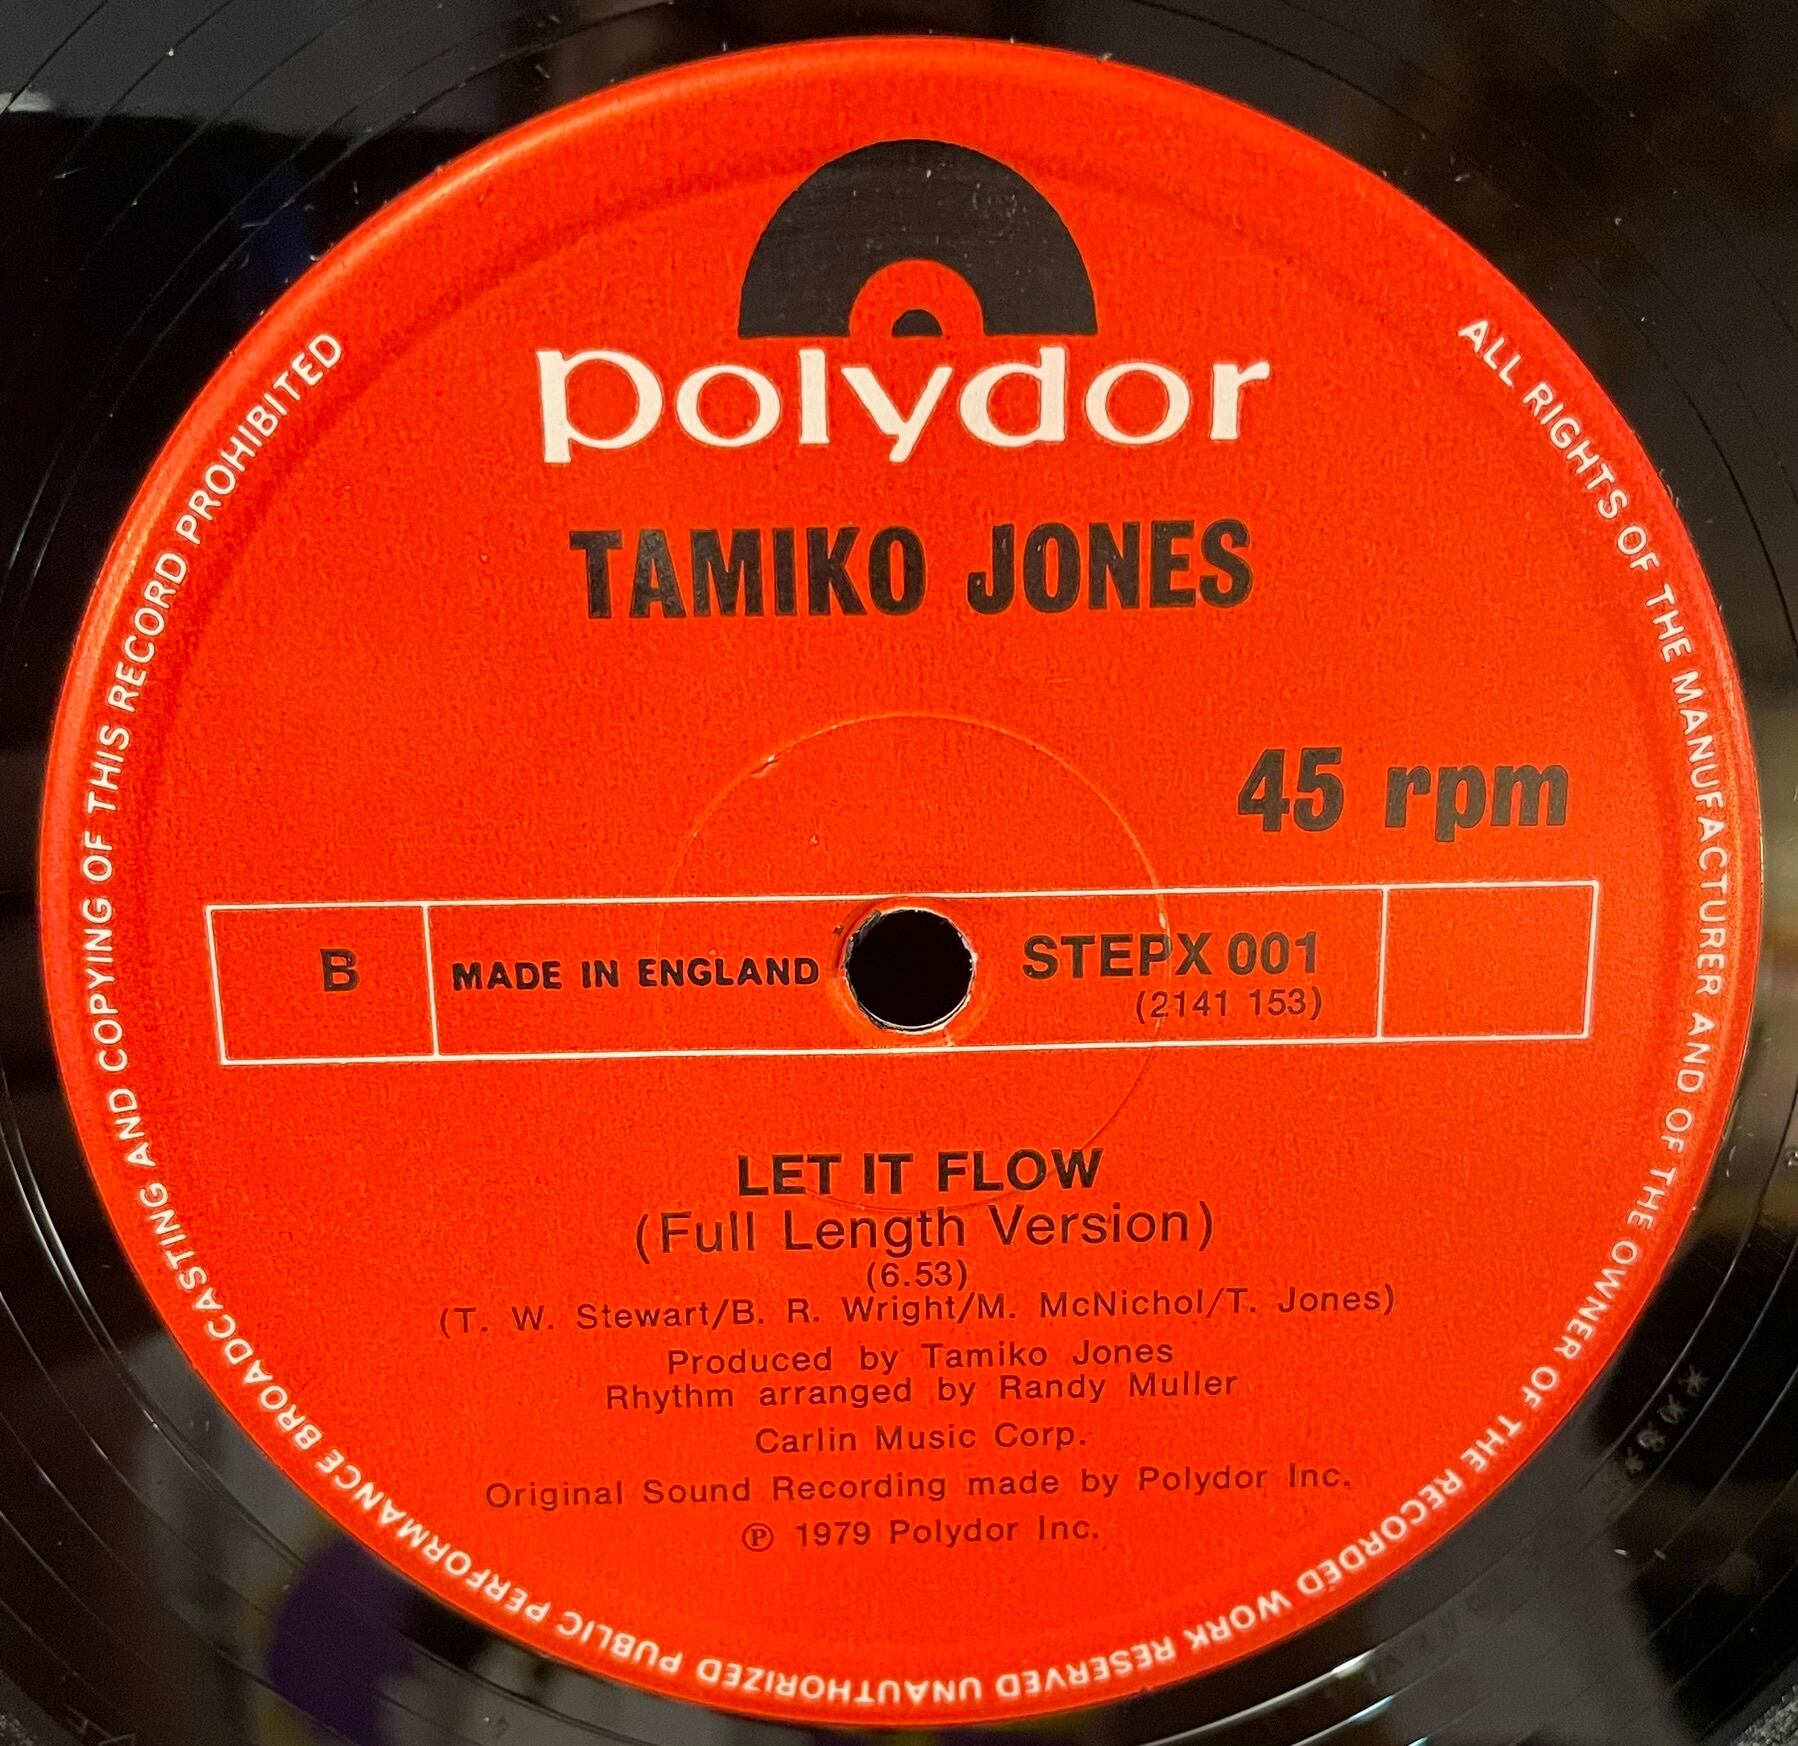 polydor
TAMIKO JONES
45 rpm
B
MADE IN ENGLAND
STEPX 001
(2141 153)
LET IT FLOW
(Full Length Version)
(6.53)
(T. W. Stewart/B. R. Wright/M. McNichol/T. Jones)
Produced by Tamiko Jones
Rhythm arranged by Randy Muller
Carlin Music Corp.
Original Sound Recording made by Polydor Inc.
Ⓟ 1979 Polydor Inc.
ALL RIGHTS OF THE MANUFACTURER AND OF THE OWNER OF THE RECORDED WORK RESERVED UNAUTHORIZED PUBLIC PERFORMANCE BROADCASTING AND COPYING OF THIS RECORD PROHIBITED